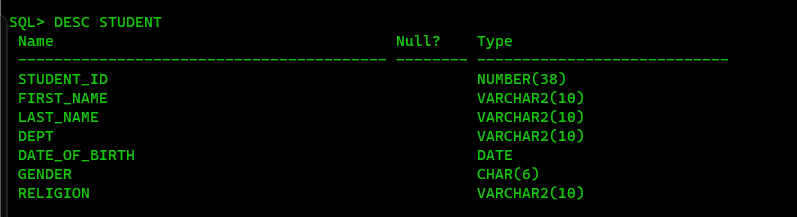 SQL> DESC STUDENT
Name Null? Type
----------------------------------------- -------- ----------------------------
STUDENT_ID NUMBER(38)
FIRST_NAME VARCHAR2(10)
LAST_NAME VARCHAR2(10)
DEPT VARCHAR2(10)
DATE_OF_BIRTH DATE
GENDER CHAR(6)
RELIGION VARCHAR2(10)